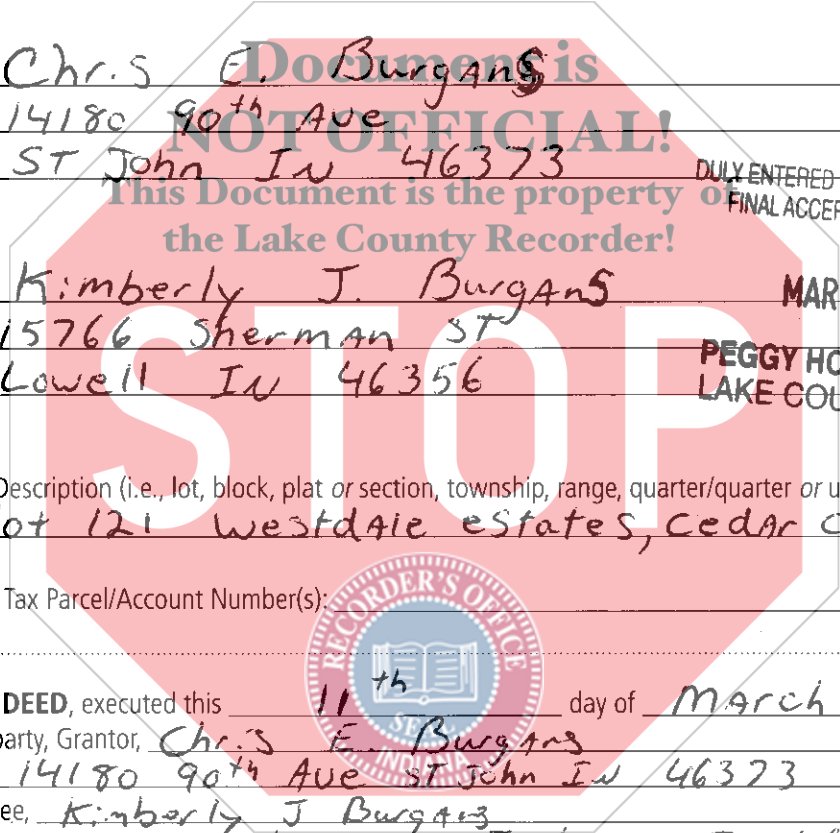 Document is
Chris E. Burgans
14180 90th Ave
NOT OFFICIAL!
ST John IN 46373
DULY ENTERED
This Document is the property of
FINAL ACCEP
the Lake County Recorder!
Kimberly J. Burgans
MAR
15766 Sherman ST
PEGGY HO
Lowell IN 46356
LAKE COU
STOP
Description (i.e., lot, block, plat or section, township, range, quarter/quarter or u
ot 121 Westdale estates, Cedar C
Tax Parcel/Account Number(s):
RECORDER'S OFFICE
DEED, executed this 11th day of March
SEAL
party, Grantor, Chris E. Burgans
INDIANA
14180 90th Ave ST John IN 46373
ee, Kimberly J Burgans